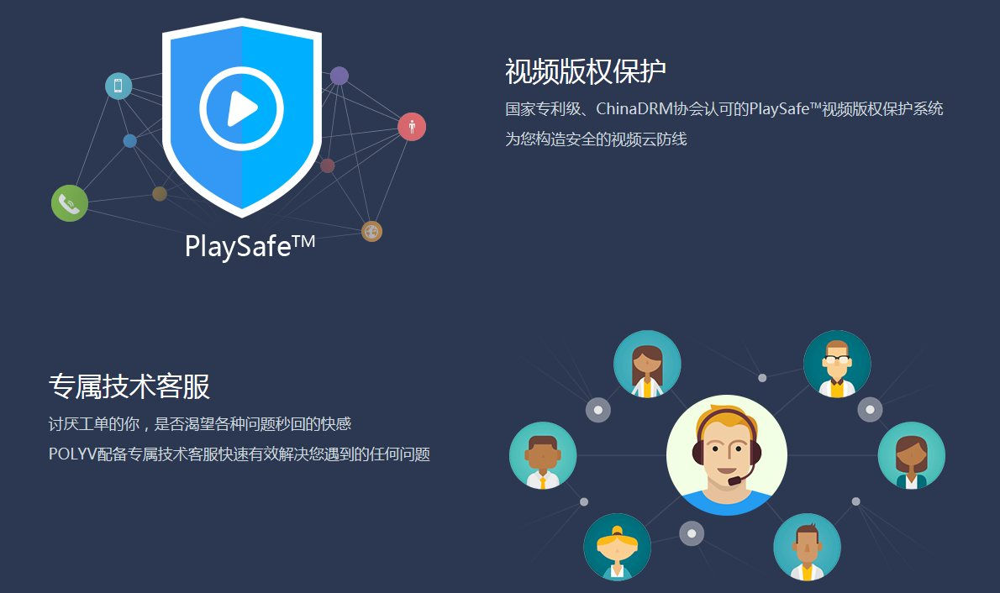 视频版权保护
国家专利级、ChinaDRM协会认可的PlaySafe™视频版权保护系统
为您构造安全的视频云防线
PlaySafe™
专属技术客服
讨厌工单的你，是否渴望各种问题秒回的快感
POLYV配备专属技术客服快速有效解决您遇到的任何问题